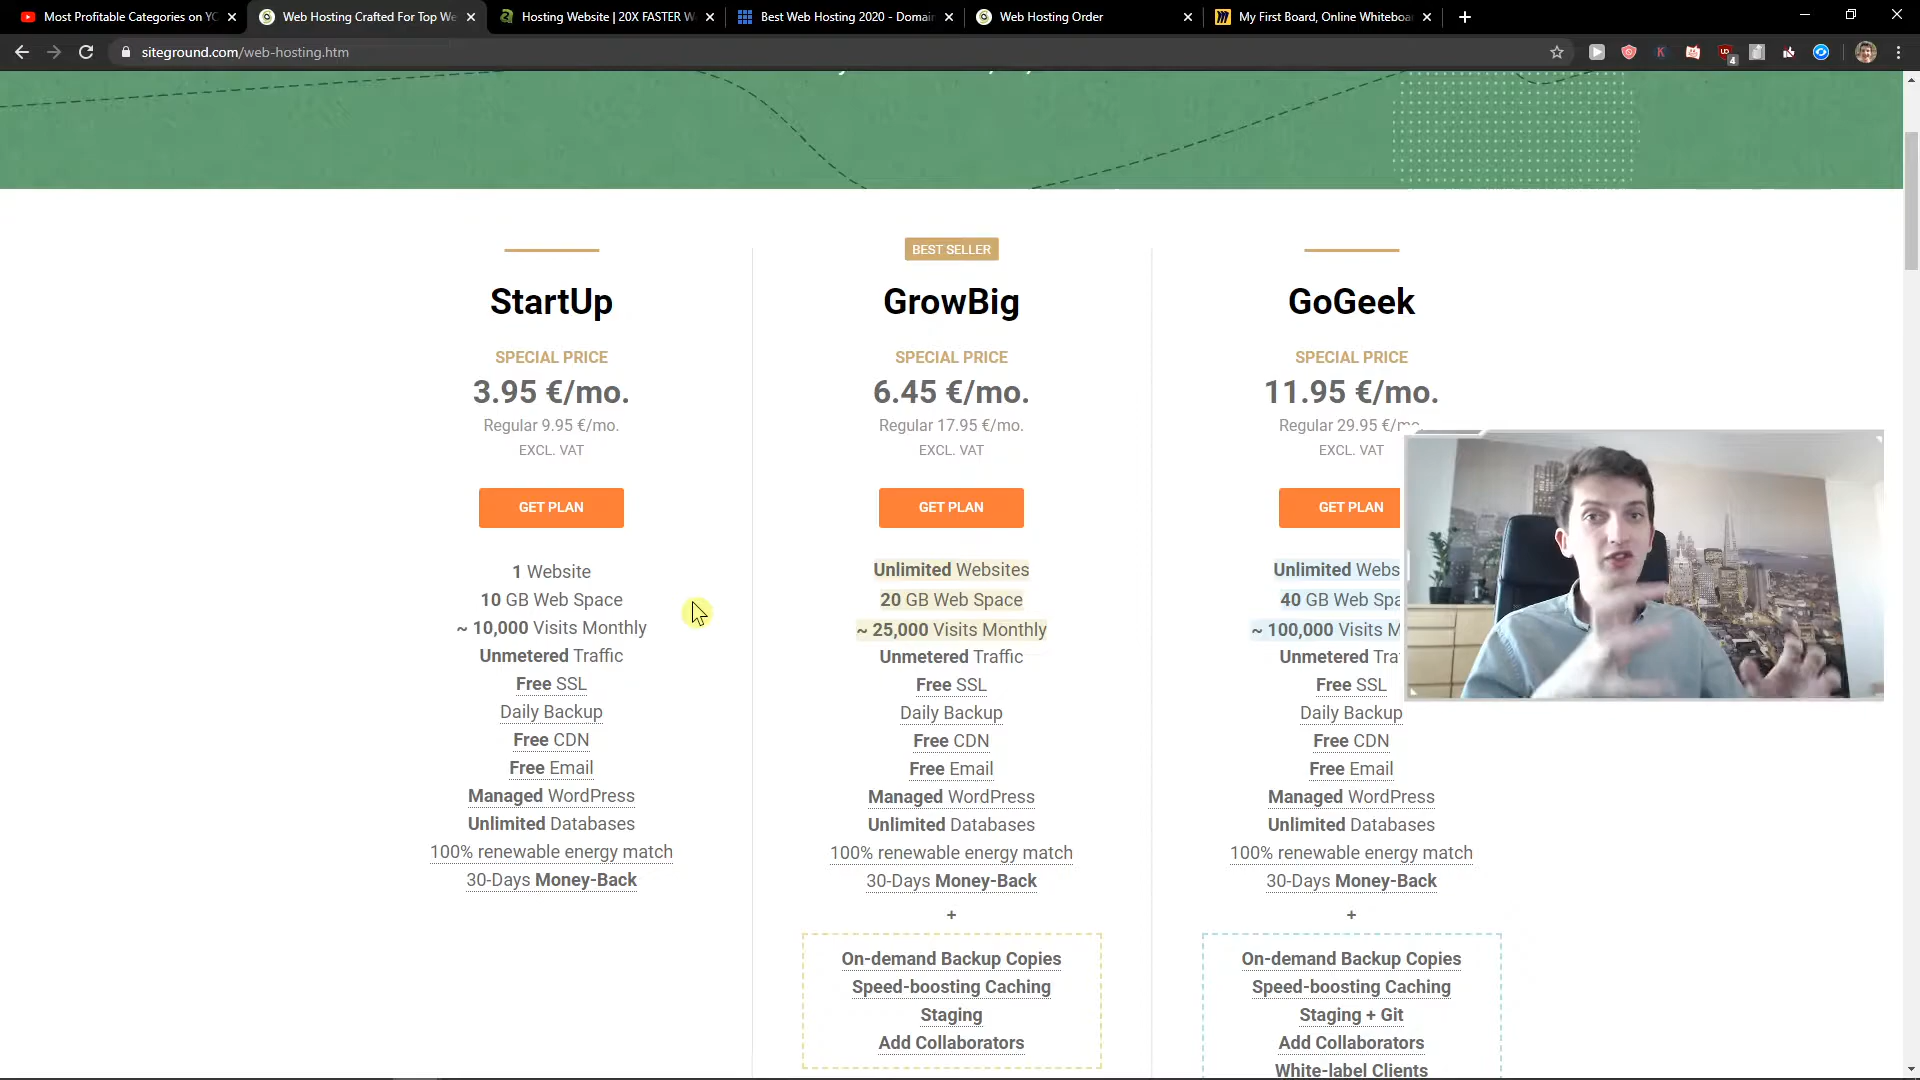 Most Profitable Categories on YO
Web Hosting Crafted For Top We
Hosting Website | 20X FASTER W
Best Web Hosting 2020 - Domain
Web Hosting Order
My First Board, Online Whiteboa
siteground.com/web-hosting.htm
4
StartUp
SPECIAL PRICE
3.95 €/mo.
Regular 9.95 €/mo.
EXCL. VAT
GET PLAN
1 Website
10 GB Web Space
~ 10,000 Visits Monthly
Unmetered Traffic
Free SSL
Daily Backup
Free CDN
Free Email
Managed WordPress
Unlimited Databases
100% renewable energy match
30-Days Money-Back
BEST SELLER
GrowBig
SPECIAL PRICE
6.45 €/mo.
Regular 17.95 €/mo.
EXCL. VAT
GET PLAN
Unlimited Websites
20 GB Web Space
~ 25,000 Visits Monthly
Unmetered Traffic
Free SSL
Daily Backup
Free CDN
Free Email
Managed WordPress
Unlimited Databases
100% renewable energy match
30-Days Money-Back
+
On-demand Backup Copies
Speed-boosting Caching
Staging
Add Collaborators
GoGeek
SPECIAL PRICE
11.95 €/mo.
Regular 29.95 €/mo.
EXCL. VAT
GET PLAN
Unlimited Webs
40 GB Web Spa
~ 100,000 Visits M
Unmetered Tra
Free SSL
Daily Backup
Free CDN
Free Email
Managed WordPress
Unlimited Databases
100% renewable energy match
30-Days Money-Back
+
On-demand Backup Copies
Speed-boosting Caching
Staging + Git
Add Collaborators
White-label Clients